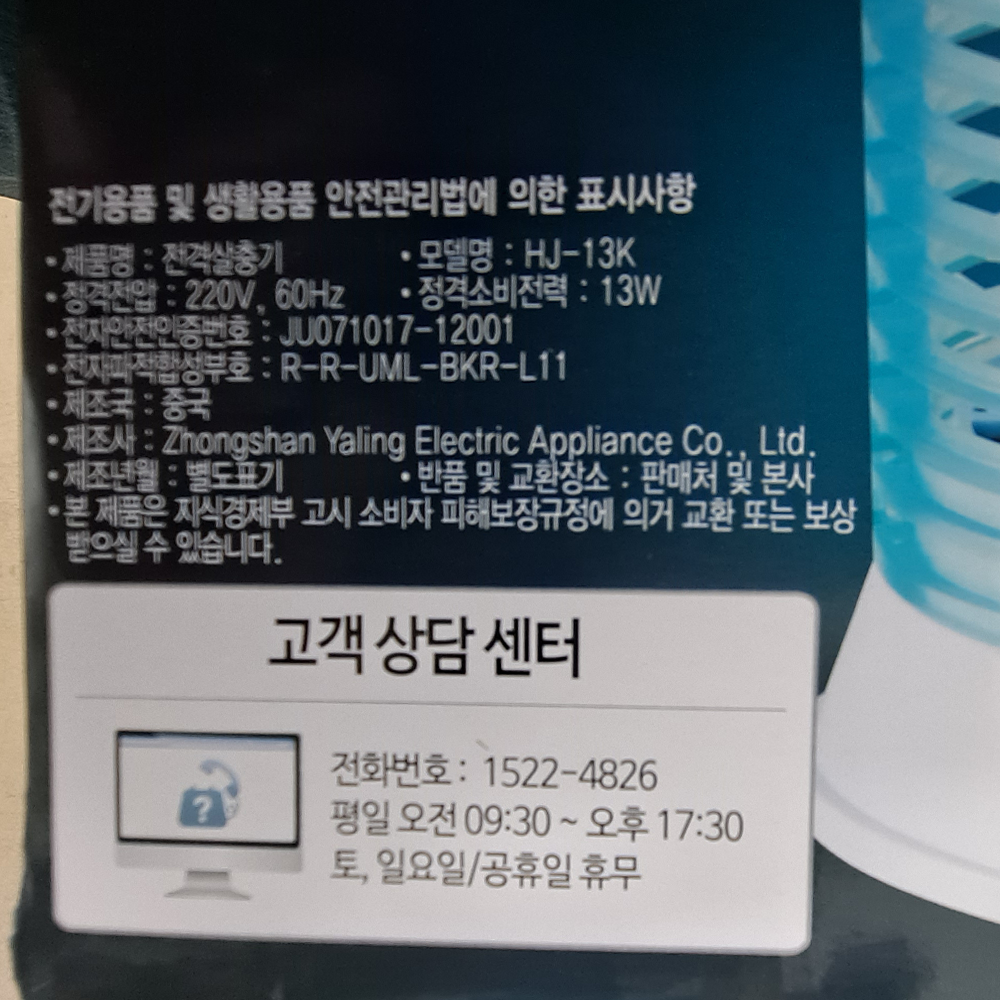 전기용품 및 생활용품 안전관리법에 의한 표시사항
• 제품명 : 전격살충기 • 모델명 : HJ-13K
• 정격전압 : 220V, 60Hz • 정격소비전력 : 13W
• 전자안전인증번호 : JU071017-12001
• 전자파적합성부호 : R-R-UML-BKR-L11
• 제조국 : 중국
• 제조사 : Zhongshan Yaling Electric Appliance Co., Ltd.
• 제조년월 : 별도표기 • 반품 및 교환장소 : 판매처 및 본사
• 본 제품은 지식경제부 고시 소비자 피해보장규정에 의거 교환 또는 보상
받으실 수 있습니다.
고객 상담 센터
?
전화번호 : 1522-4826
평일 오전 09:30 ~ 오후 17:30
토, 일요일/공휴일 휴무